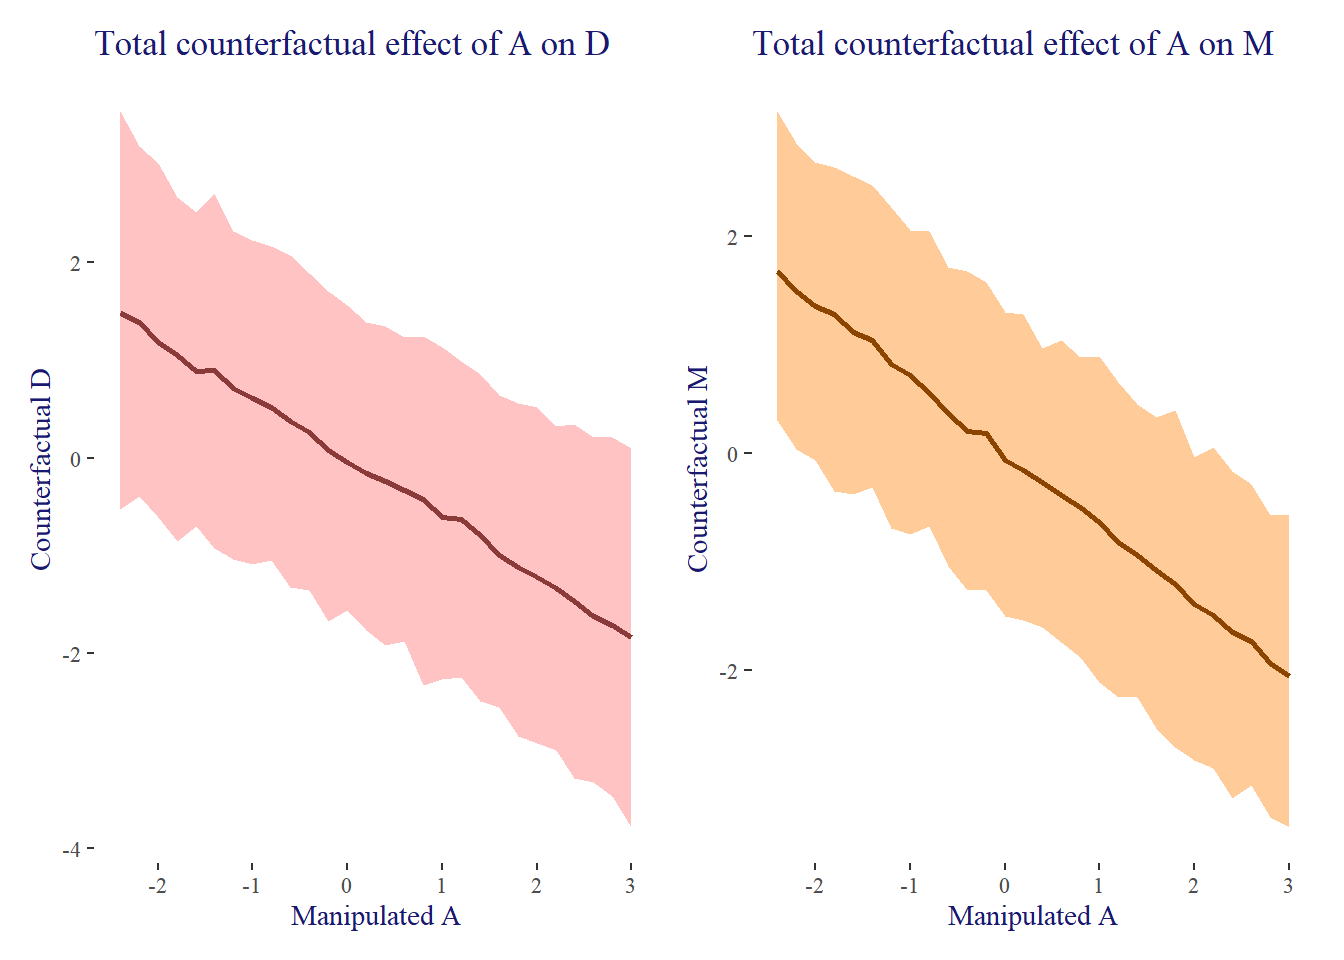 Total counterfactual effect of A on D
Counterfactual D
2
0
-2
-4
-2 -1 0 1 2 3
Manipulated A
Total counterfactual effect of A on M
Counterfactual M
2
0
-2
-2 -1 0 1 2 3
Manipulated A